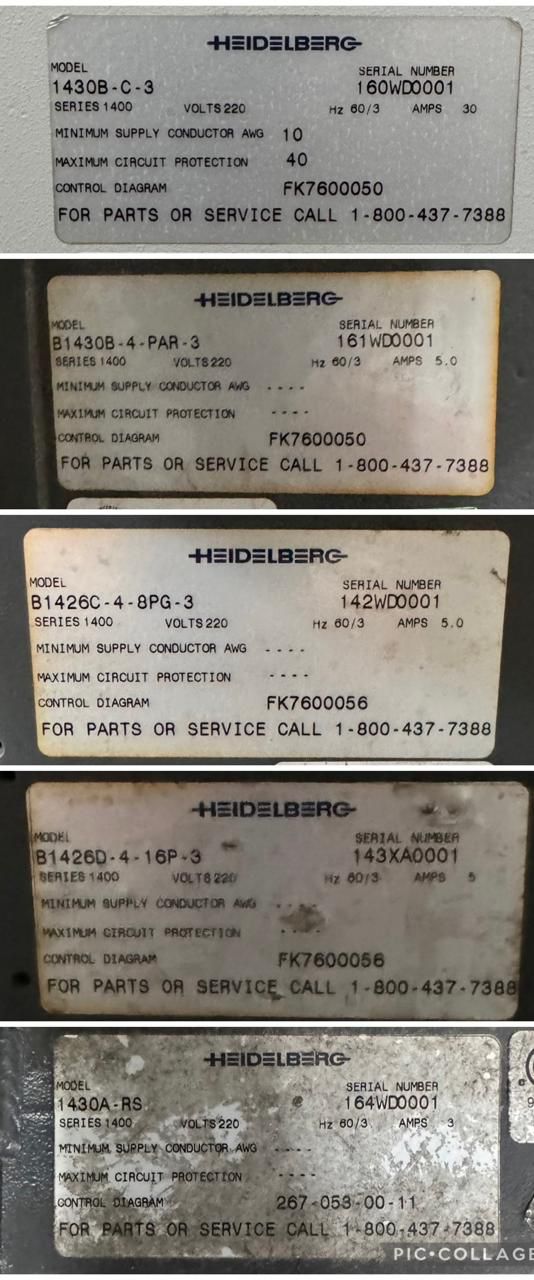 HEIDELBERG
MODEL SERIAL NUMBER
1430B-C-3 160WD0001
SERIES 1400 VOLTS 220 Hz 60/3 AMPS 30
MINIMUM SUPPLY CONDUCTOR AWG 10
MAXIMUM CIRCUIT PROTECTION 40
CONTROL DIAGRAM FK7600050
FOR PARTS OR SERVICE CALL 1-800-437-7388
HEIDELBERG
MODEL SERIAL NUMBER
B1430B-4-PAR-3 161WD0001
SERIES 1400 VOLTS 220 Hz 60/3 AMPS 5.0
MINIMUM SUPPLY CONDUCTOR AWG ----
MAXIMUM CIRCUIT PROTECTION ----
CONTROL DIAGRAM FK7600050
FOR PARTS OR SERVICE CALL 1-800-437-7388
HEIDELBERG
MODEL SERIAL NUMBER
B1426C-4-8PG-3 142WD0001
SERIES 1400 VOLTS 220 Hz 60/3 AMPS 5.0
MINIMUM SUPPLY CONDUCTOR AWG ----
MAXIMUM CIRCUIT PROTECTION ----
CONTROL DIAGRAM FK7600056
FOR PARTS OR SERVICE CALL 1-800-437-7388
HEIDELBERG
MODEL SERIAL NUMBER
B1426D-4-16P-3 143XA0001
SERIES 1400 VOLTS 220 Hz 60/3 AMPS 5
MINIMUM SUPPLY CONDUCTOR AWG ----
MAXIMUM CIRCUIT PROTECTION ----
CONTROL DIAGRAM FK7600056
FOR PARTS OR SERVICE CALL 1-800-437-7388
HEIDELBERG
MODEL SERIAL NUMBER
1430A-RS 164WD0001
SERIES 1400 VOLTS 220 Hz 60/3 AMPS 3
MINIMUM SUPPLY CONDUCTOR AWG ----
MAXIMUM CIRCUIT PROTECTION ----
CONTROL DIAGRAM 267-053-00-11
FOR PARTS OR SERVICE CALL 1-800-437-7388
PIC•COLLAGE